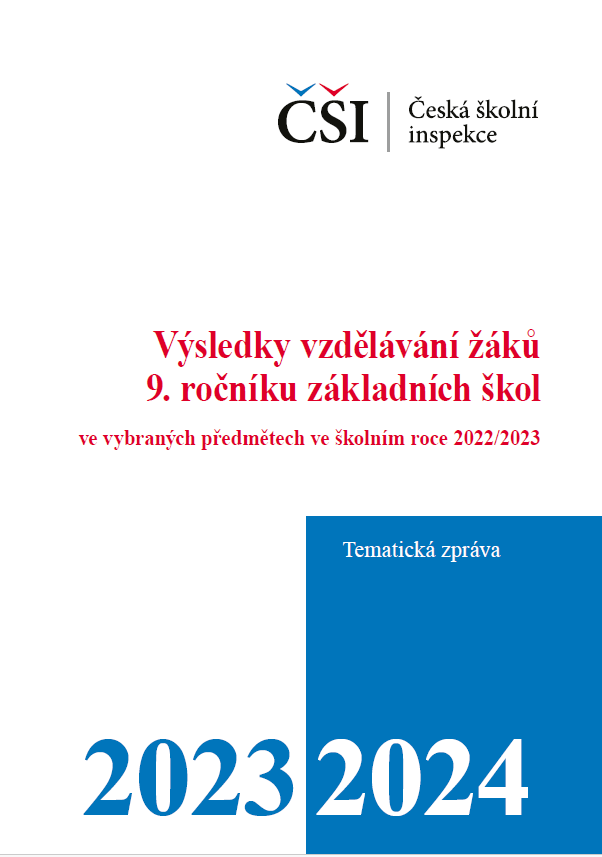 ČŠI
Česká školní
inspekce
Výsledky vzdělávání žáků
9. ročníku základních škol
ve vybraných předmětech ve školním roce 2022/2023
Tematická zpráva
2023 2024